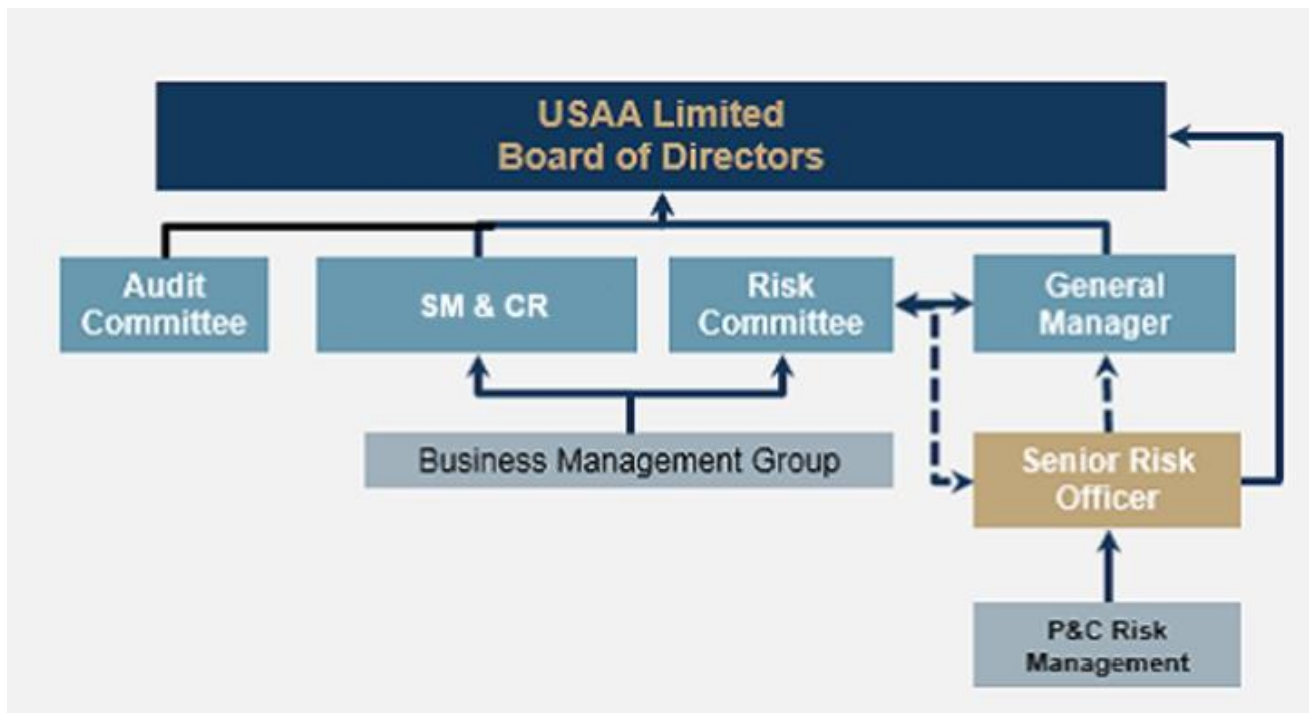 USAA Limited
Board of Directors
Audit
Committee
SM & CR
Risk
Committee
General
Manager
Business Management Group
Senior Risk
Officer
P&C Risk
Management